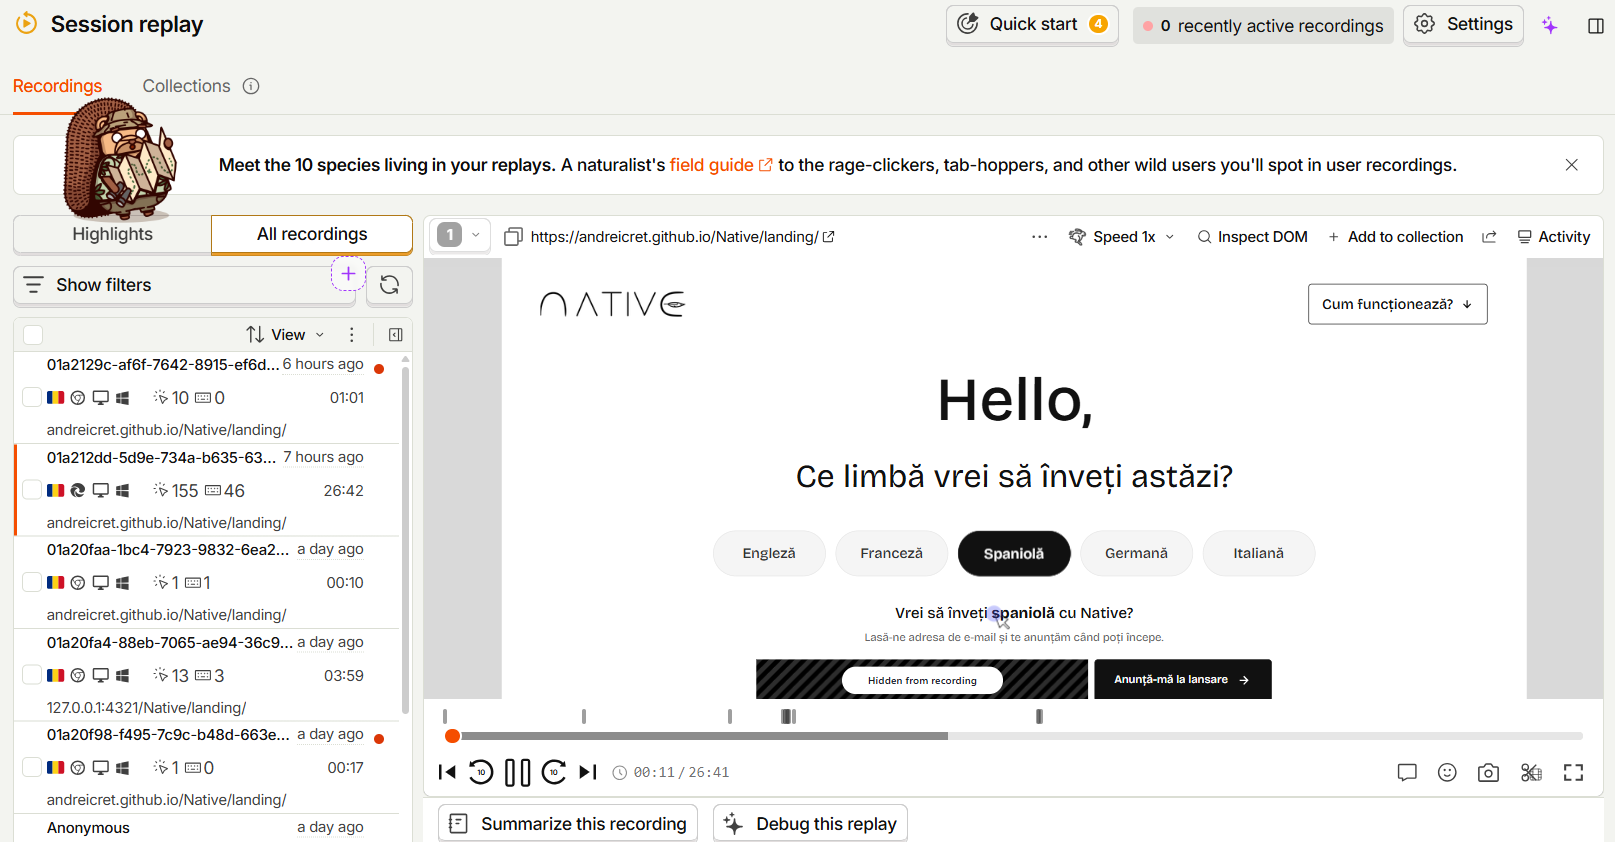 Session replay
Quick start 4
0 recently active recordings
Settings
Recordings
Collections
Meet the 10 species living in your replays. A naturalist's field guide to the rage-clickers, tab-hoppers, and other wild users you'll spot in user recordings.
Highlights
All recordings
Show filters
View
01a2129c-af6f-7642-8915-ef6d... 6 hours ago
10 0 01:01
andreicret.github.io/Native/landing/
01a212dd-5d9e-734a-b635-63... 7 hours ago
155 46 26:42
andreicret.github.io/Native/landing/
01a20faa-1bc4-7923-9832-6ea2... a day ago
1 1 00:10
andreicret.github.io/Native/landing/
01a20fa4-88eb-7065-ae94-36c9... a day ago
13 3 03:59
127.0.0.1:4321/Native/landing/
01a20f98-f495-7c9c-b48d-663e... a day ago
1 0 00:17
andreicret.github.io/Native/landing/
Anonymous a day ago
1 https://andreicret.github.io/Native/landing/
Speed 1x
Inspect DOM
+ Add to collection
Activity
NATIVE
Cum funcționează? ↓
Hello,
Ce limbă vrei să înveți astăzi?
Engleză Franceză Spaniolă Germană Italiană
Vrei să înveți spaniolă cu Native?
Lasă-ne adresa de e-mail și te anunțăm când poți începe.
Hidden from recording
Anunță-mă la lansare →
10 10 00:11 / 26:41
Summarize this recording
Debug this replay